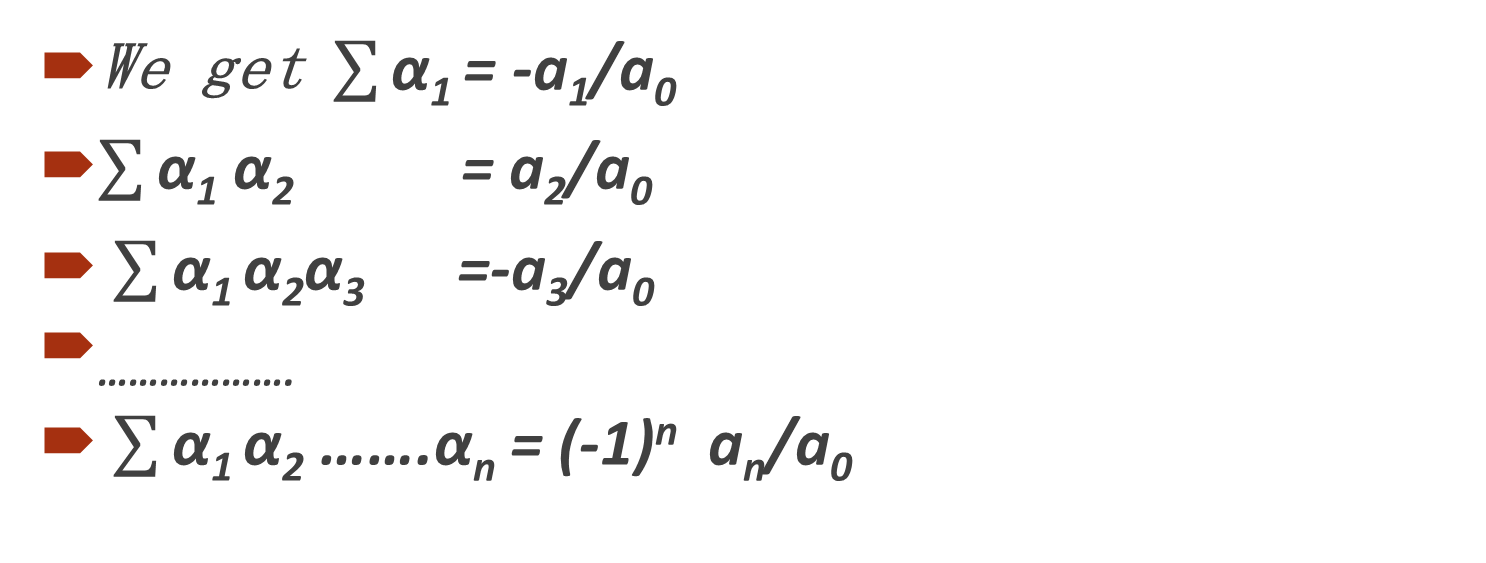 We get ∑ α₁ = -a₁/a₀
∑ α₁ α₂ = a₂/a₀
∑ α₁ α₂α₃ =-a₃/a₀
...................
∑ α₁ α₂ .......αₙ = (-1)ⁿ aₙ/a₀